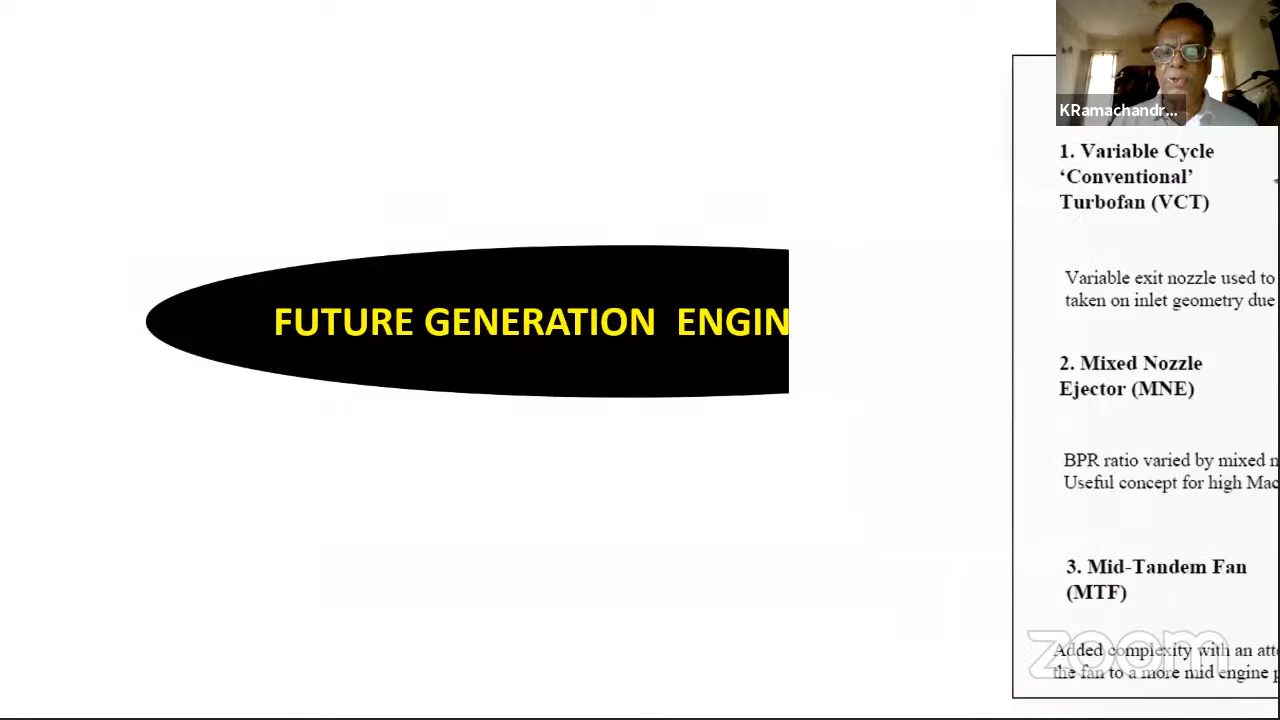 KRamachandr...
1. Variable Cycle
‘Conventional’
Turbofan (VCT)
Variable exit nozzle used to
taken on inlet geometry due
FUTURE GENERATION ENGIN
2. Mixed Nozzle
Ejector (MNE)
BPR ratio varied by mixed
Useful concept for high Mac
3. Mid-Tandem Fan
(MTF)
Added complexity with an att
the fan to a more mid engine
zoom